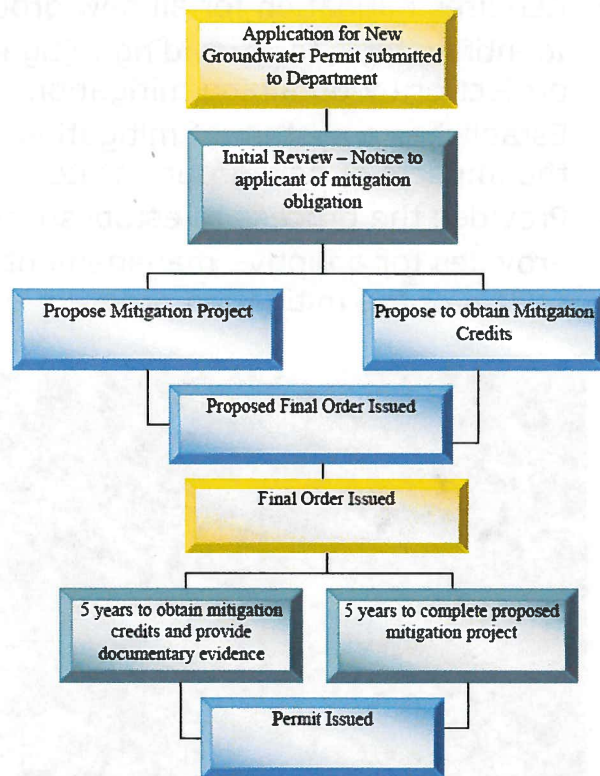 Application for New
Groundwater Permit submitted
to Department
Initial Review – Notice to
applicant of mitigation
obligation
Propose Mitigation Project
Propose to obtain Mitigation
Credits
Proposed Final Order Issued
Final Order Issued
5 years to obtain mitigation
credits and provide
documentary evidence
5 years to complete proposed
mitigation project
Permit Issued